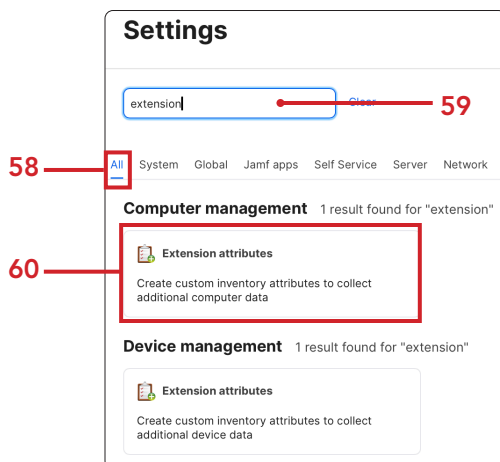 Settings
extension
Clear
59
58
All System Global Jamf apps Self Service Server Network
Computer management 1 result found for "extension"
60
Extension attributes
Create custom inventory attributes to collect
additional computer data
Device management 1 result found for "extension"
Extension attributes
Create custom inventory attributes to collect
additional device data